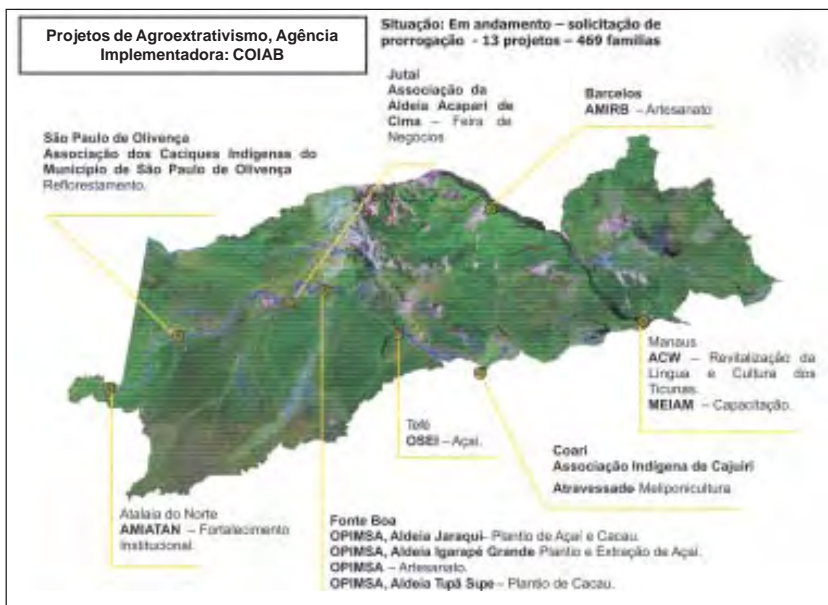 Projetos de Agroextrativismo, Agência
Implementadora: COIAB
Situação: Em andamento – solicitação de
prorrogação - 13 projetos – 469 famílias
Jutaí
Associação da
Aldeia Acapari de
Cima – Feira de
Negócios
Barcelos
AMIRB – Artesanato
São Paulo de Olivença
Associação dos Caciques Indígenas do
Município de São Paulo de Olivença
Reflorestamento.
Manaus
ACW – Revitalização da
Língua e Cultura dos
Ticunas.
MEIAM – Capacitação.
Tefé
OSEI – Açaí.
Coari
Associação Indígena de Cajuiri
Atravessado Meliponicultura
Atalaia do Norte
AMIATAN – Fortalecimento
Institucional.
Fonte Boa
OPIMSA, Aldeia Jaraqui– Plantio de Açaí e Cacau.
OPIMSA, Aldeia Igarapé Grande Plantio e Extração de Açaí.
OPIMSA – Artesanato.
OPIMSA, Aldeia Tupã Supe – Plantio de Cacau.